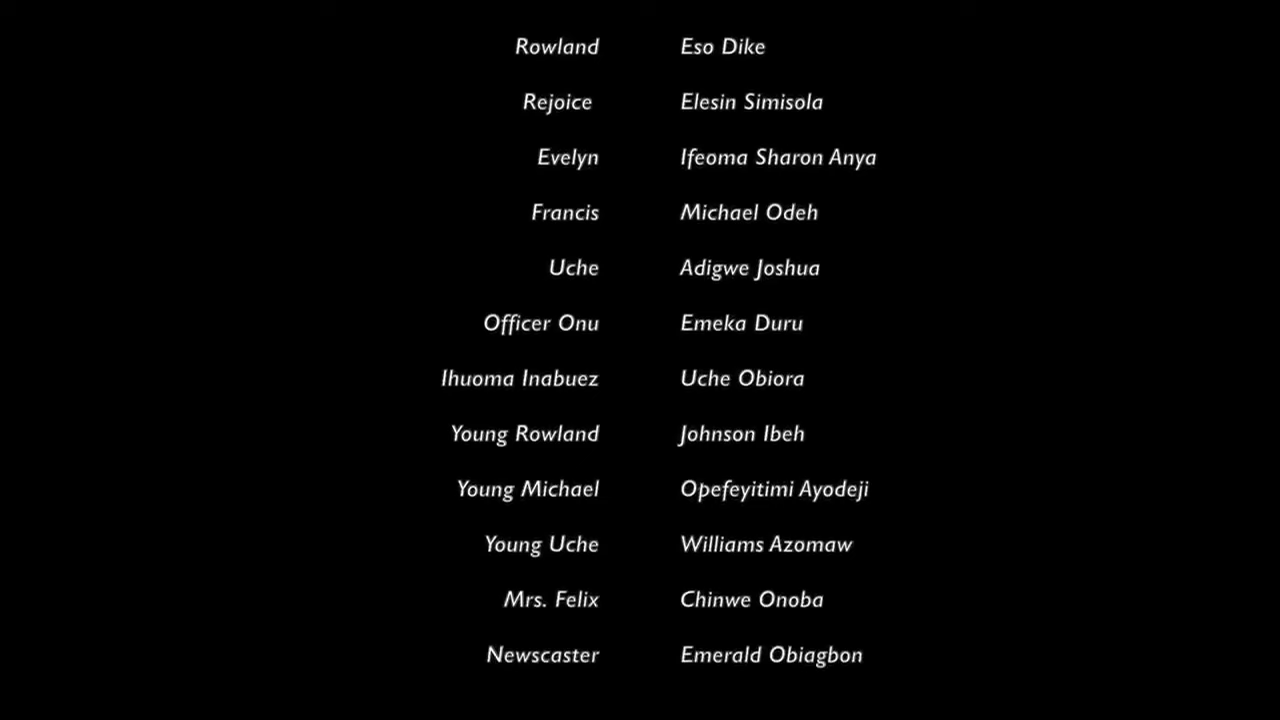 Rowland Eso Dike
Rejoice Elesin Simisola
Evelyn Ifeoma Sharon Anya
Francis Michael Odeh
Uche Adigwe Joshua
Officer Onu Emeka Duru
Ihuoma Inabuez Uche Obiora
Young Rowland Johnson Ibeh
Young Michael Opefeyitimi Ayodeji
Young Uche Williams Azomaw
Mrs. Felix Chinwe Onoba
Newscaster Emerald Obiagbon